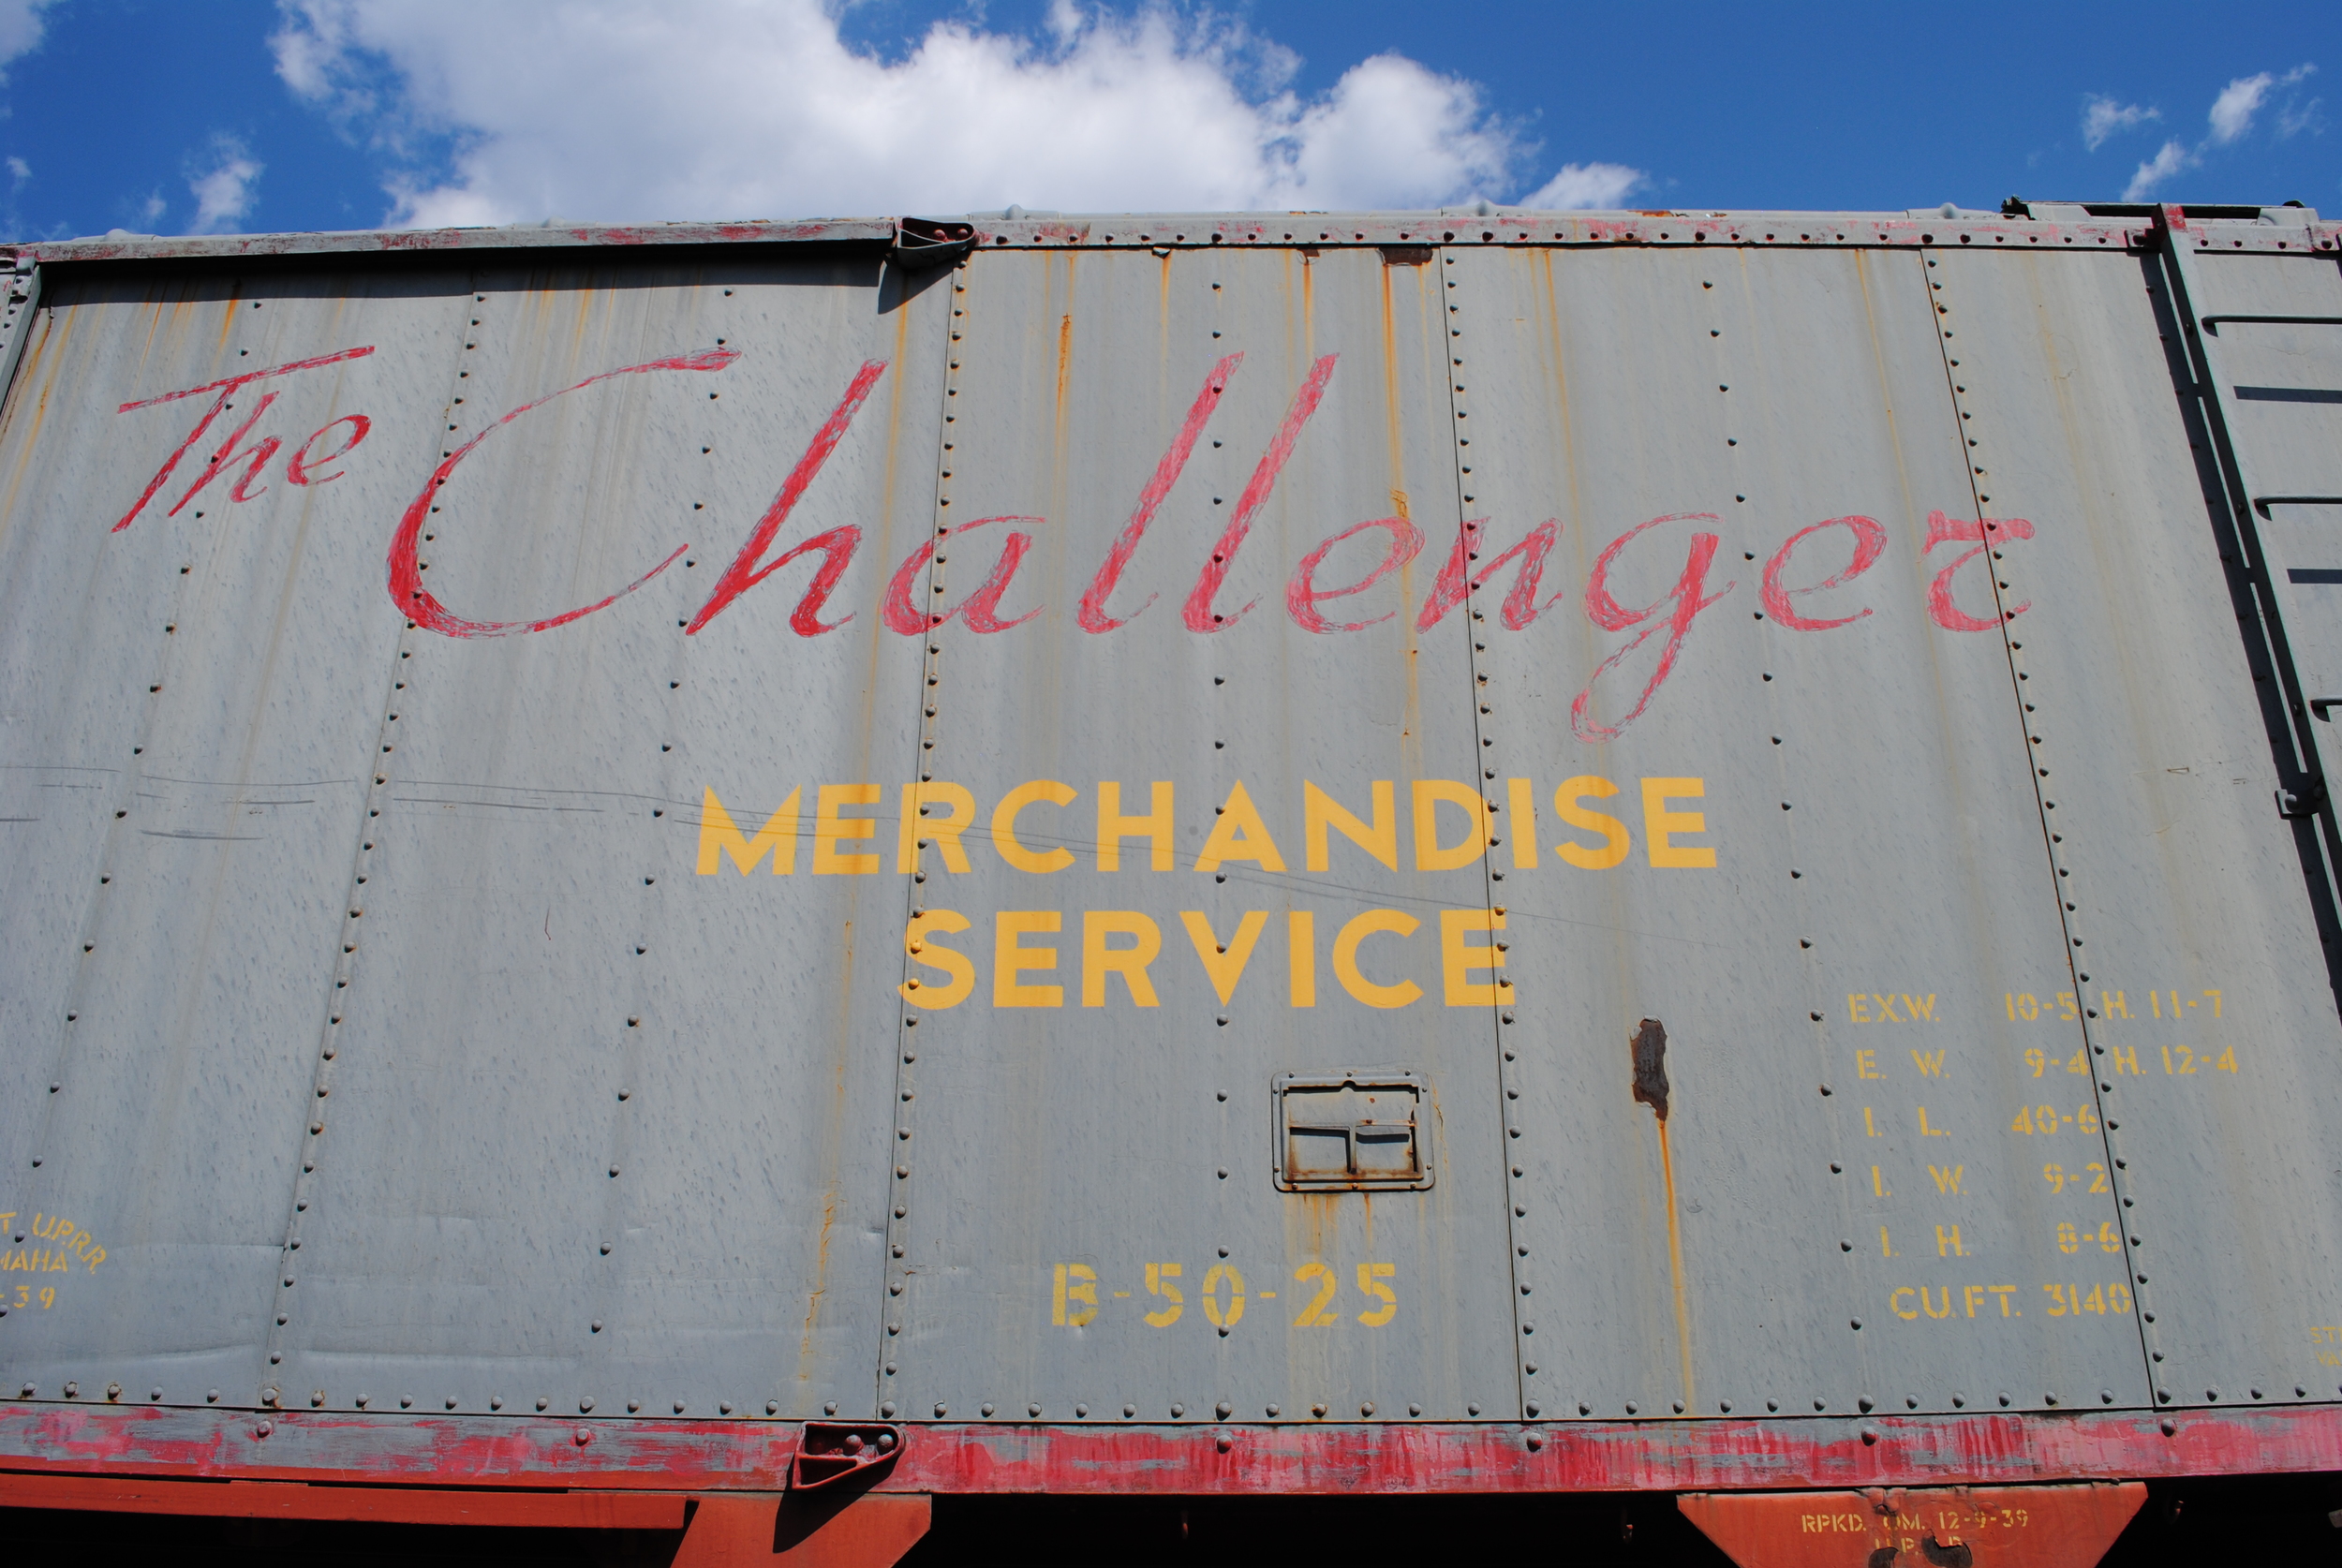 The Challenger
MERCHANDISE
SERVICE
EX.W. 10-5 H. 11-7
E. W. 9-4 H. 12-4
I. L. 40-6
I. W. 9-2
I. H. 8-6
CU.FT. 3140
B-50-25
U.P.R.R.
39
RPKD. OM. 12-9-39